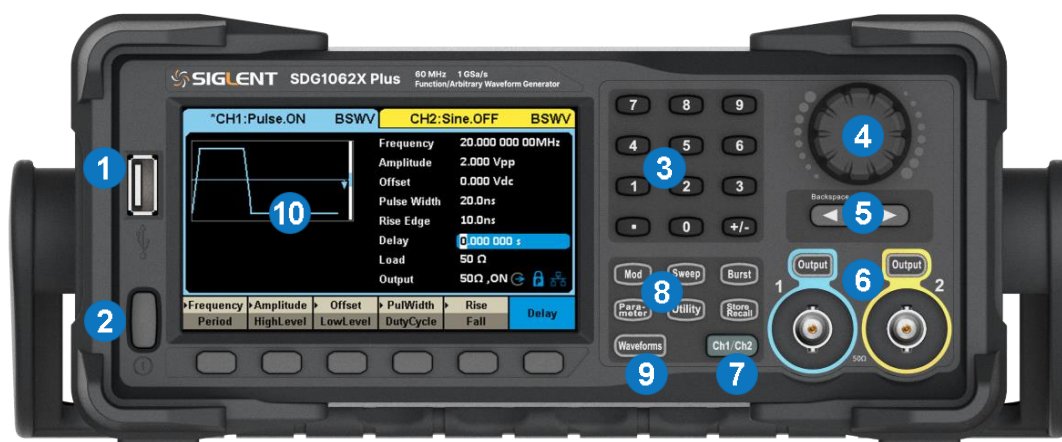 SIGLENT SDG1062X Plus 60 MHz 1 GSa/s
Function/Arbitrary Waveform Generator
*CH1:Pulse.ON BSWV CH2:Sine.OFF BSWV
Frequency 20.000 000 00MHz
Amplitude 2.000 Vpp
Offset 0.000 Vdc
Pulse Width 20.0ns
Rise Edge 10.0ns
Delay 0.000 000 s
Load 50 Ω
Output 50Ω ,ON
Frequency Amplitude Offset PulWidth Rise Delay
Period HighLevel LowLevel DutyCycle Fall
1
2
10
7 8 9
4 5 6
3
1 2 3
. 0 +/-
4
Backspace
5
Mod Sweep Burst
8
Para-
meter Utility Store
Recall
Waveforms Ch1/Ch2
9 7
Output Output
6
1 2
50Ω